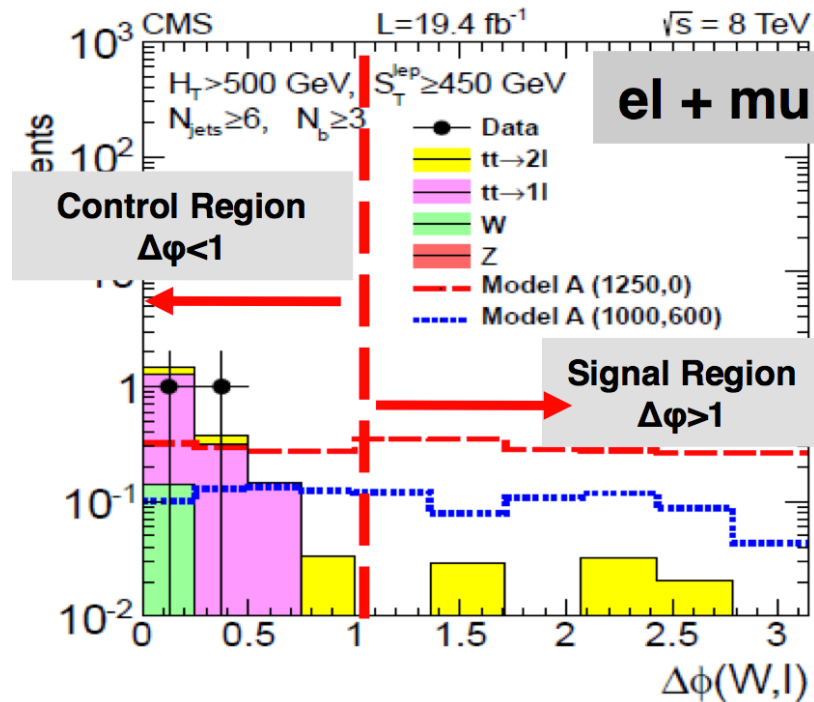 CMS L=19.4 fb⁻¹ √s = 8 TeV
H_T>500 GeV, S_T^lep≥450 GeV
N_jets≥6, N_b≥3
el + mu
Data
tt→2l
tt→1l
W
Z
Model A (1250,0)
Model A (1000,600)
Control Region
Δφ<1
Signal Region
Δφ>1
ents
10³
10²
1
10⁻¹
10⁻²
0 0.5 1 1.5 2 2.5 3
Δϕ(W,l)